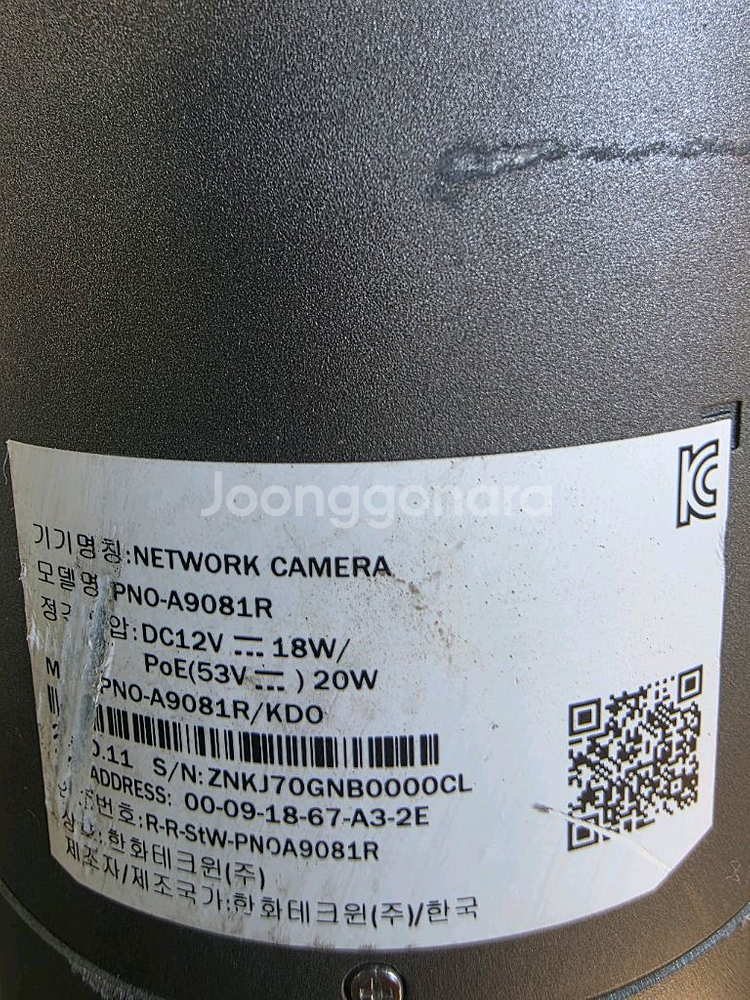 Joonggonara
기기명칭:NETWORK CAMERA
모델명 PNO-A9081R
압:DC12V 18W/
PoE(53V ) 20W
PNO-A9081R/KDO
.11 S/N:ZNKJ70GNB0000CL
ADDRESS: 00-09-18-67-A3-2E
번호:R-R-StW-PNOA9081R
한화테크윈(주)
제조자/제조국가:한화테크윈(주)/한국